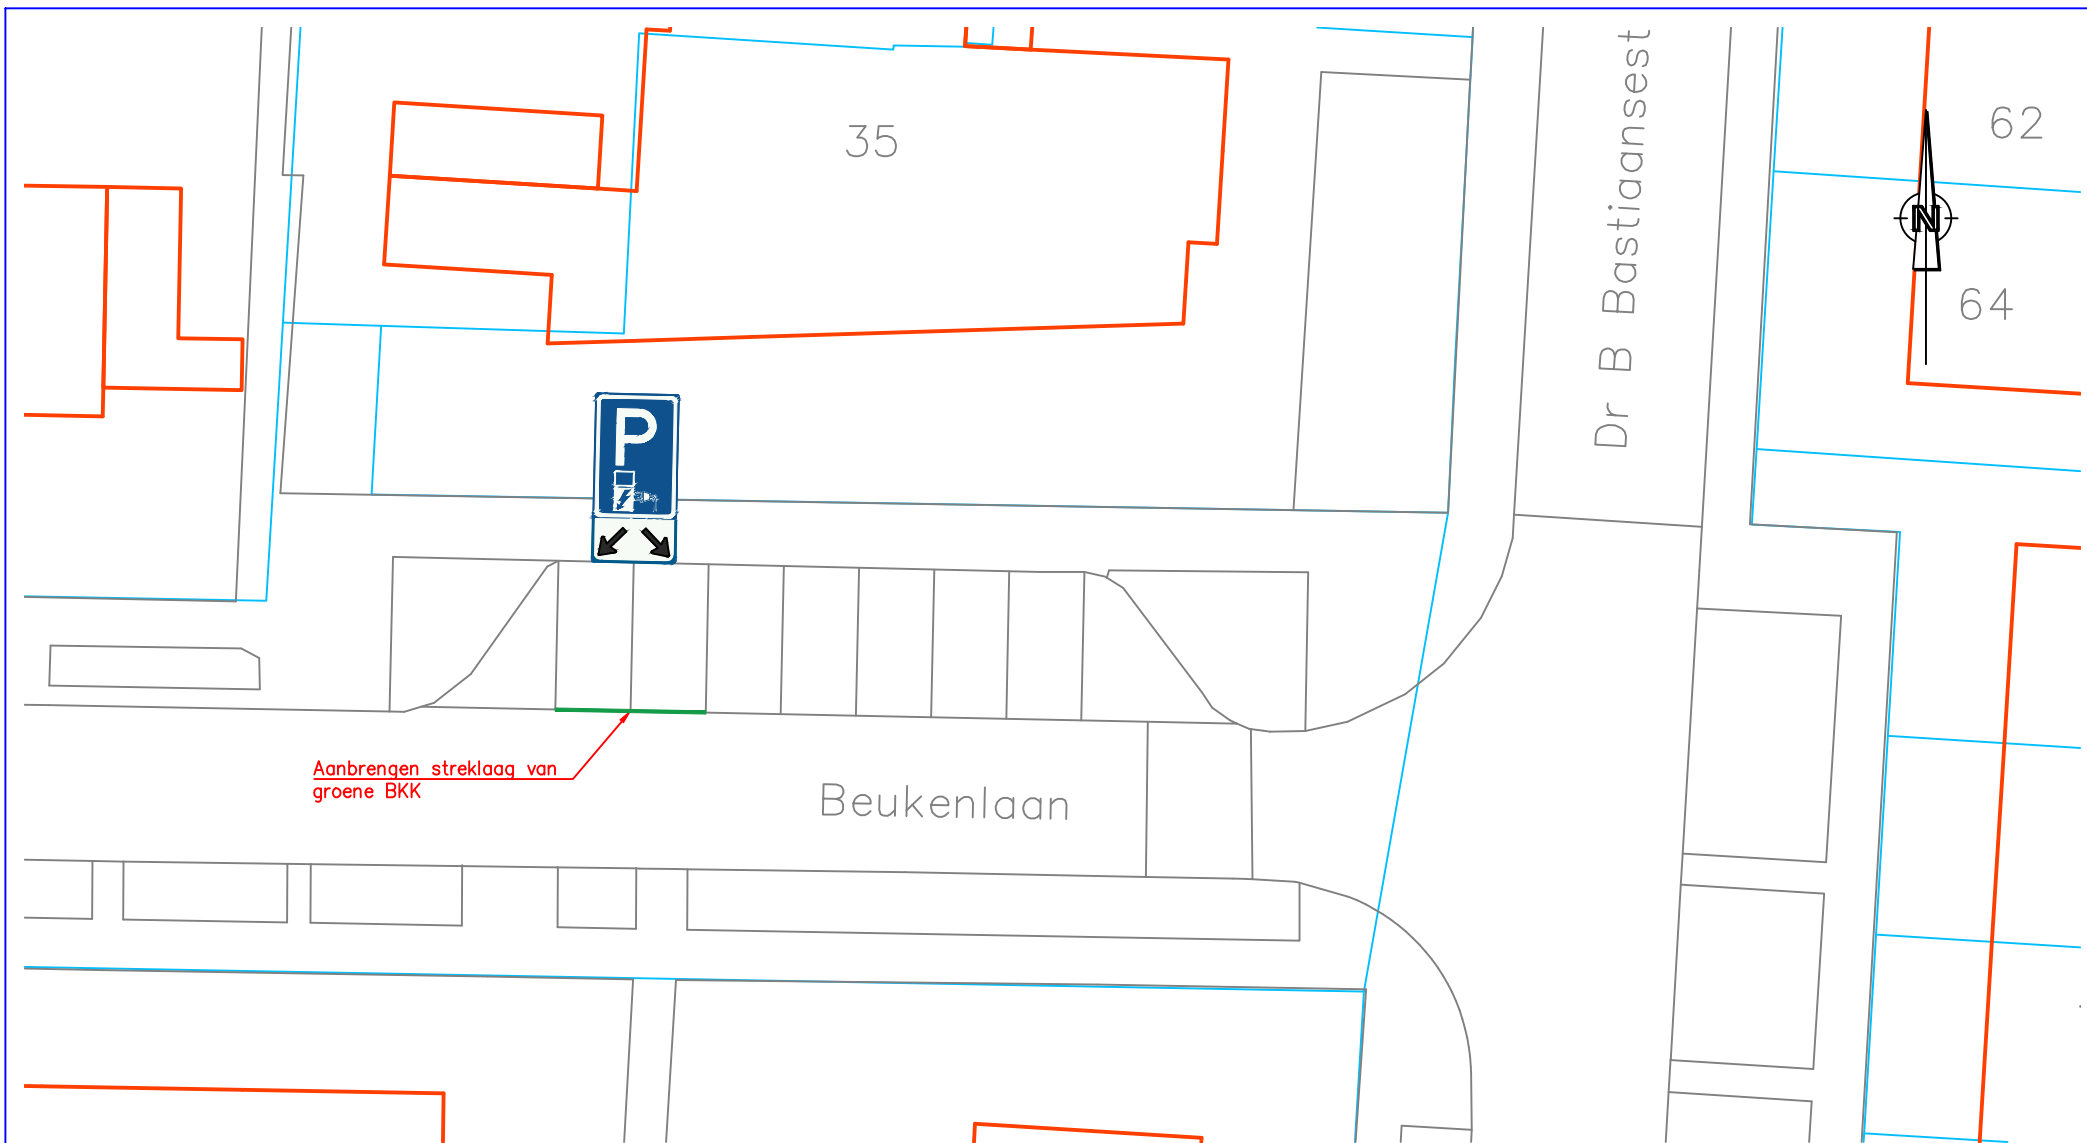 35
62
N
64
Dr B Bastiaansest
P
Aanbrengen streklaag van
groene BKK
Beukenlaan